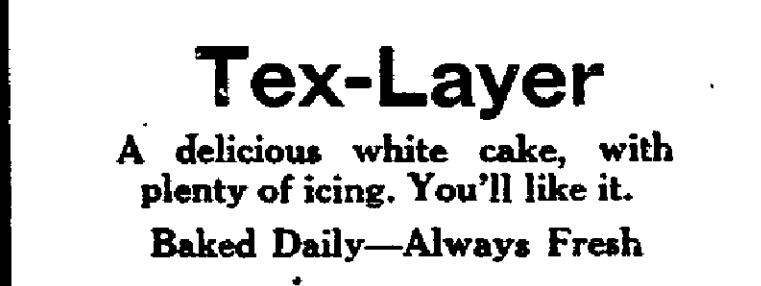 Tex-Layer
A delicious white cake, with
plenty of icing. You'll like it.
Baked Daily—Always Fresh